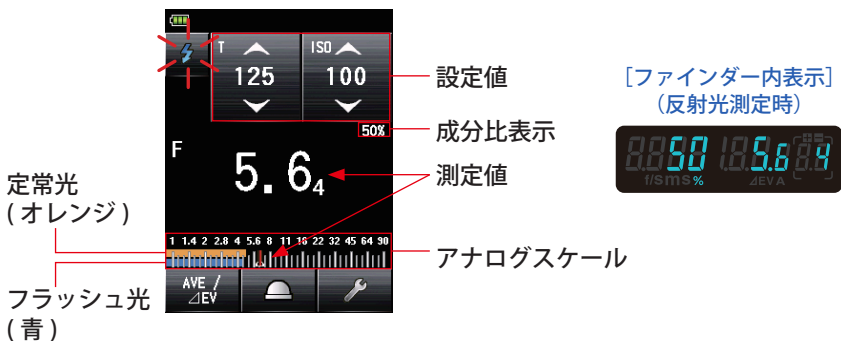 T
ISO
125
100
設定値
50%
成分比表示
F
5.6₄
測定値
定常光
(オレンジ)
1 1.4 2 2.8 4 5.6 8 11 16 22 32 45 64 90
アナログスケール
フラッシュ光
(青)
AVE /
⊿EV
[ファインダー内表示]
(反射光測定時)
50 5.6 4
f/SmS% ⊿EVA